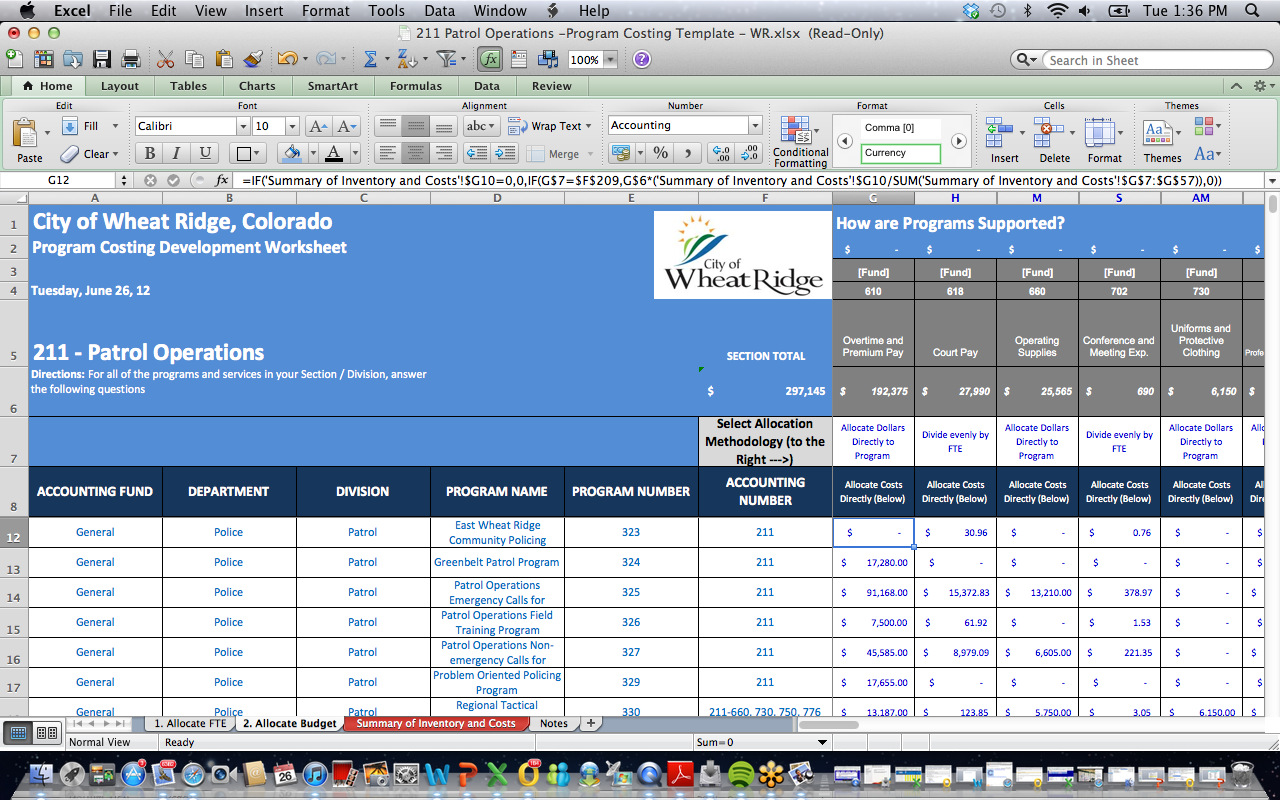 Excel File Edit View Insert Format Tools Data Window Help Tue 1:36 PM
211 Patrol Operations –Program Costing Template – WR.xlsx (Read-Only)
100% Search in Sheet
Home Layout Tables Charts SmartArt Formulas Data Review
Edit Font Alignment Number Format Cells Themes
Paste Fill Clear Calibri 10 abc Wrap Text Merge Accounting Conditional Formatting Comma [0] Currency Insert Delete Format Themes Aa
B I U A % Aa
G12 fx =IF('Summary of Inventory and Costs'!$G10=0,0,IF(G$7=$F$209,G$6*('Summary of Inventory and Costs'!$G10/SUM('Summary of Inventory and Costs'!$G$7:$G$57)),0))
A B C D E F G H M S AM
1 City of Wheat Ridge, Colorado How are Programs Supported?
2 Program Costing Development Worksheet $ - $ - $ - $ - $ - $
City of
Wheat Ridge
3 [Fund] [Fund] [Fund] [Fund] [Fund]
4 Tuesday, June 26, 12 610 618 660 702 730
5 211 - Patrol Operations SECTION TOTAL Overtime and Premium Pay Court Pay Operating Supplies Conference and Meeting Exp. Uniforms and Protective Clothing Profe
Directions: For all of the programs and services in your Section / Division, answer
the following questions
6 $ 297,145 $ 192,375 $ 27,990 $ 25,565 $ 690 $ 6,150 $
7 Select Allocation Methodology (to the Right --->) Allocate Dollars Directly to Program Divide evenly by FTE Allocate Dollars Directly to Program Divide evenly by FTE Allocate Dollars Directly to Program
8 ACCOUNTING FUND DEPARTMENT DIVISION PROGRAM NAME PROGRAM NUMBER ACCOUNTING NUMBER Allocate Costs Directly (Below) Allocate Costs Directly (Below) Allocate Costs Directly (Below) Allocate Costs Directly (Below) Allocate Costs Directly (Below)
12 General Police Patrol East Wheat Ridge Community Policing 323 211 $ - $ 30.96 $ - $ 0.76 $ - $
13 General Police Patrol Greenbelt Patrol Program 324 211 $ 17,280.00 $ - $ - $ - $ - $
14 General Police Patrol Patrol Operations Emergency Calls for 325 211 $ 91,168.00 $ 15,372.83 $ 13,210.00 $ 378.97 $ - $
15 General Police Patrol Patrol Operations Field Training Program 326 211 $ 7,500.00 $ 61.92 $ - $ 1.53 $ - $
16 General Police Patrol Patrol Operations Non-emergency Calls for 327 211 $ 45,585.00 $ 8,979.09 $ 6,605.00 $ 221.35 $ - $
17 General Police Patrol Problem Oriented Policing Program 329 211 $ 17,655.00 $ - $ - $ - $ - $
General Police Patrol Regional Tactical 330 211-660, 730, 750, 776 $ 13,187.00 $ 123.85 $ 5,750.00 $ 3.05 $ 6,150.00 $
1. Allocate FTE 2. Allocate Budget Summary of Inventory and Costs Notes +
Normal View Ready Sum=0
26